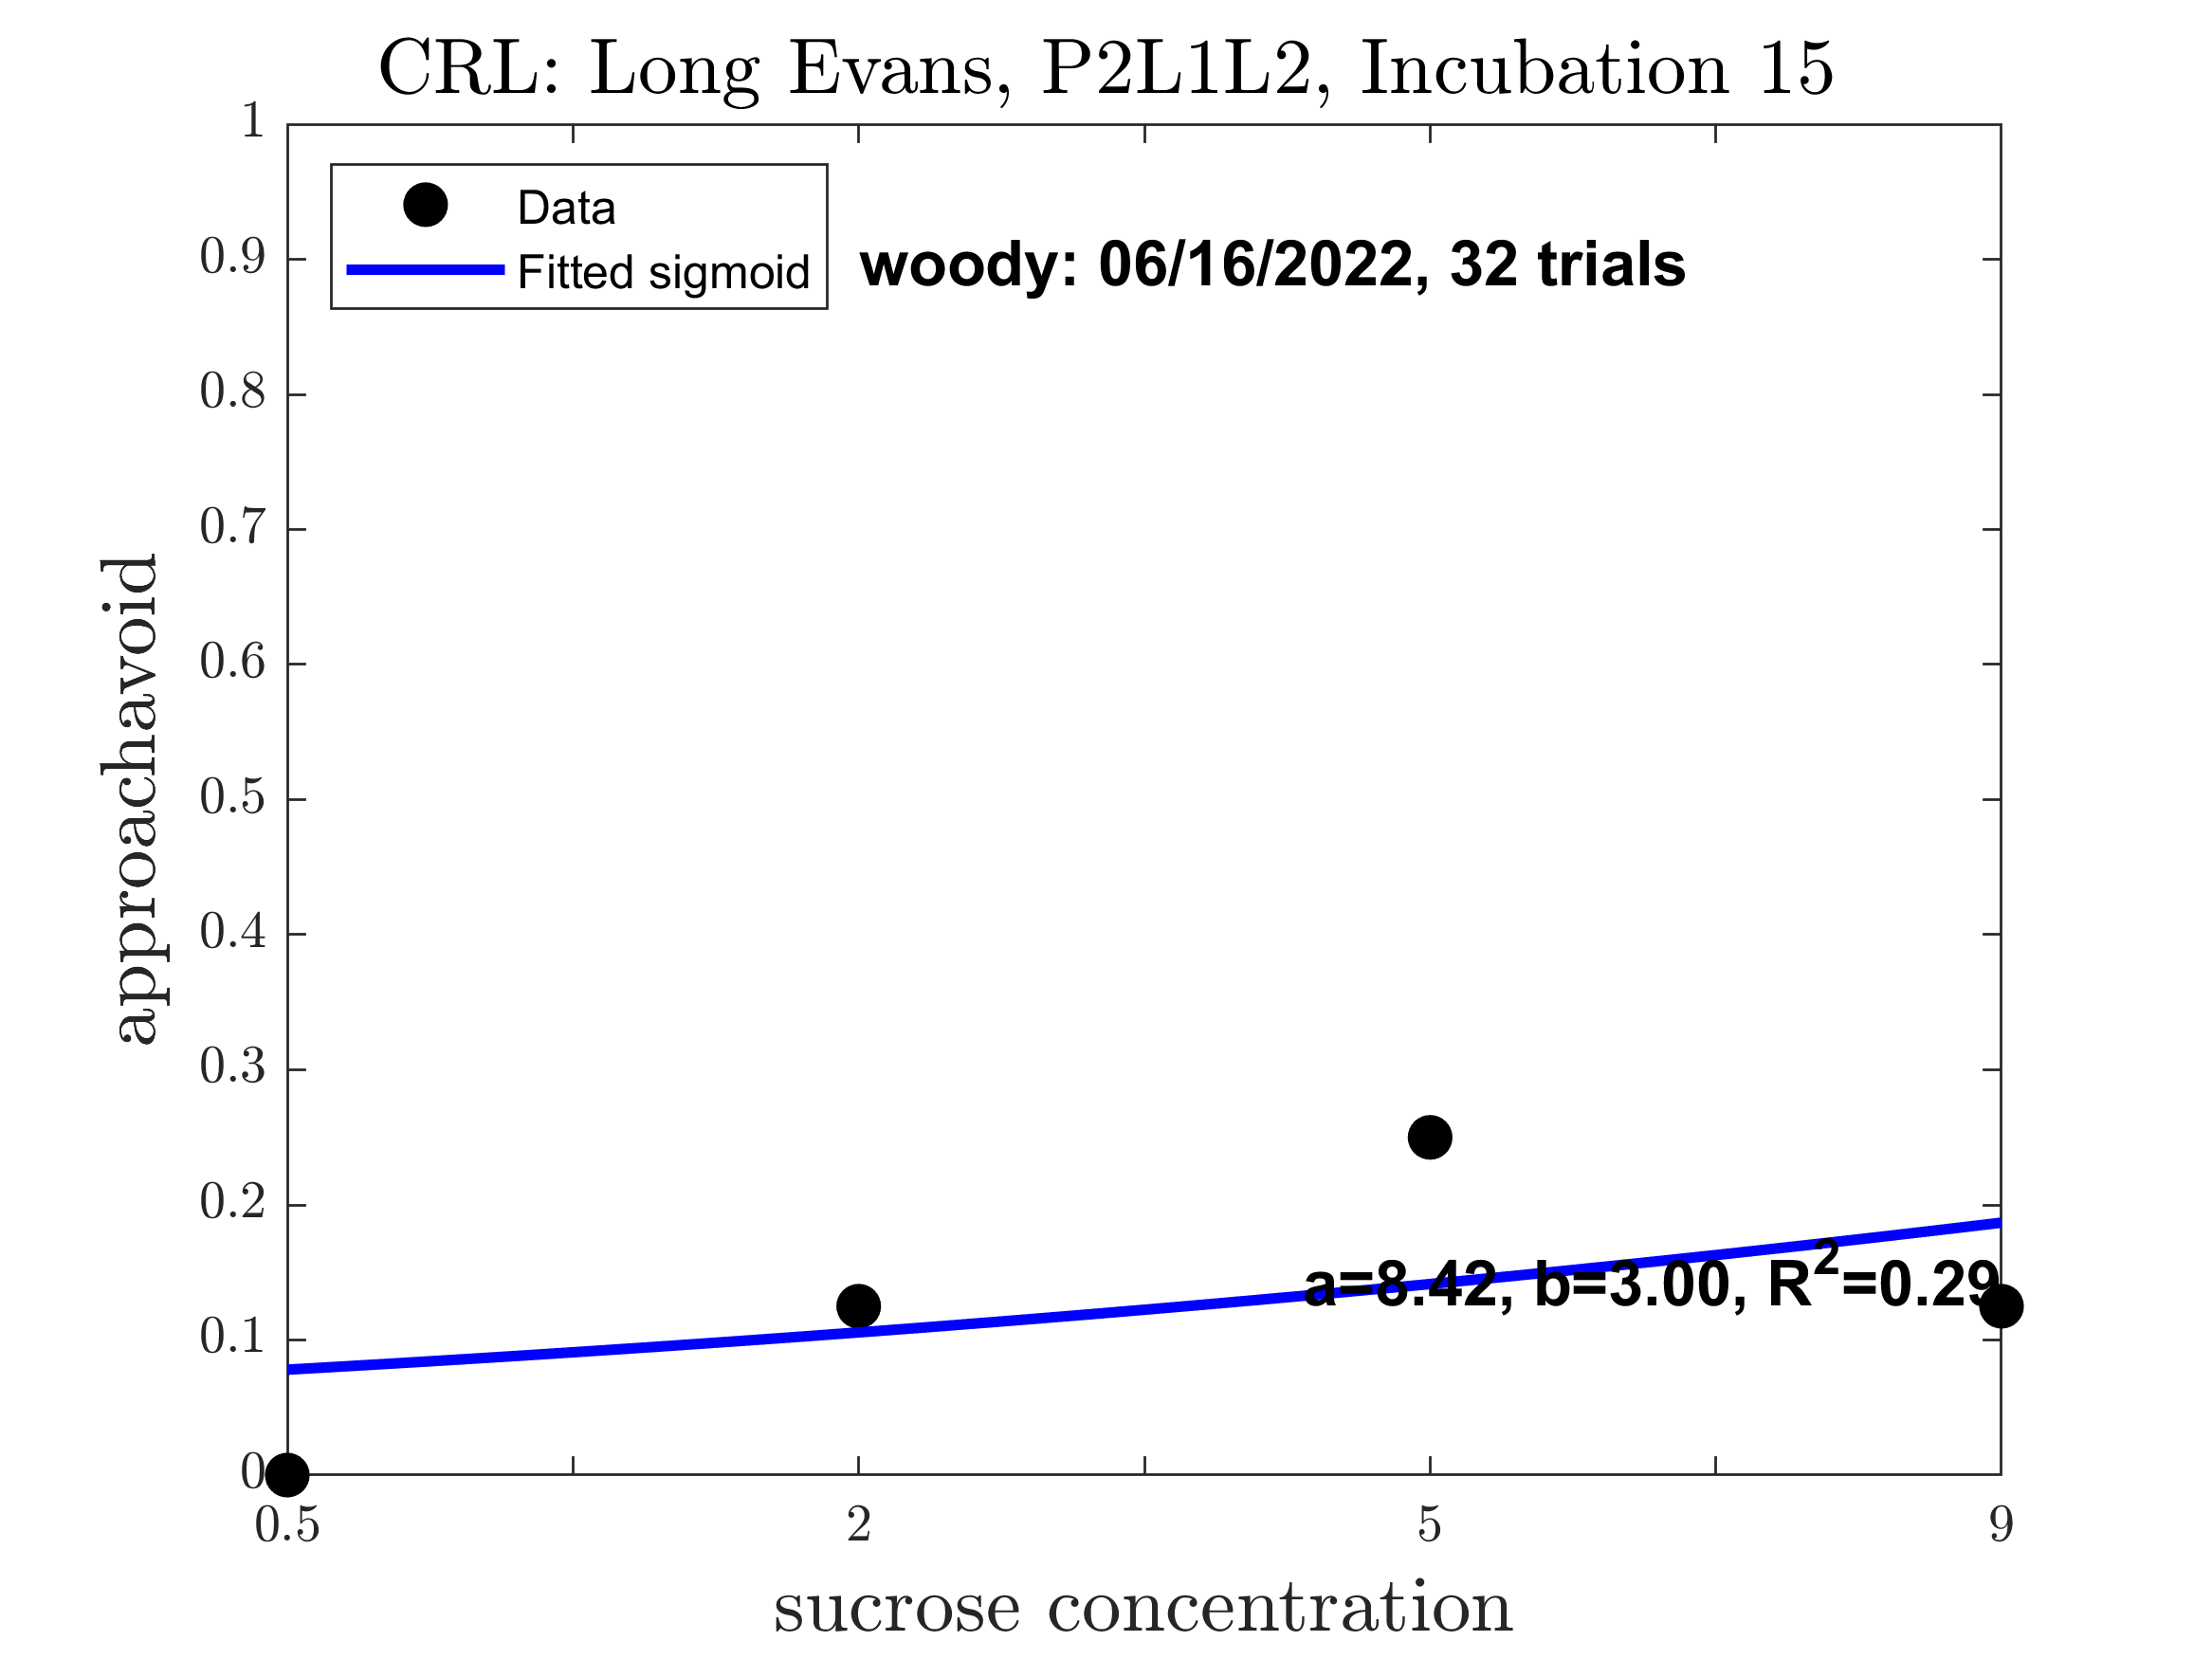 CRL: Long Evans, P2L1L2, Incubation 15
1
Data
Fitted sigmoid
woody: 06/16/2022, 32 trials
0.9
0.8
0.7
0.6
0.5
0.4
0.3
0.2
0.1
0
approachavoid
a=8.42, b=3.00, R²=0.29
0.5 2 5 9
sucrose concentration